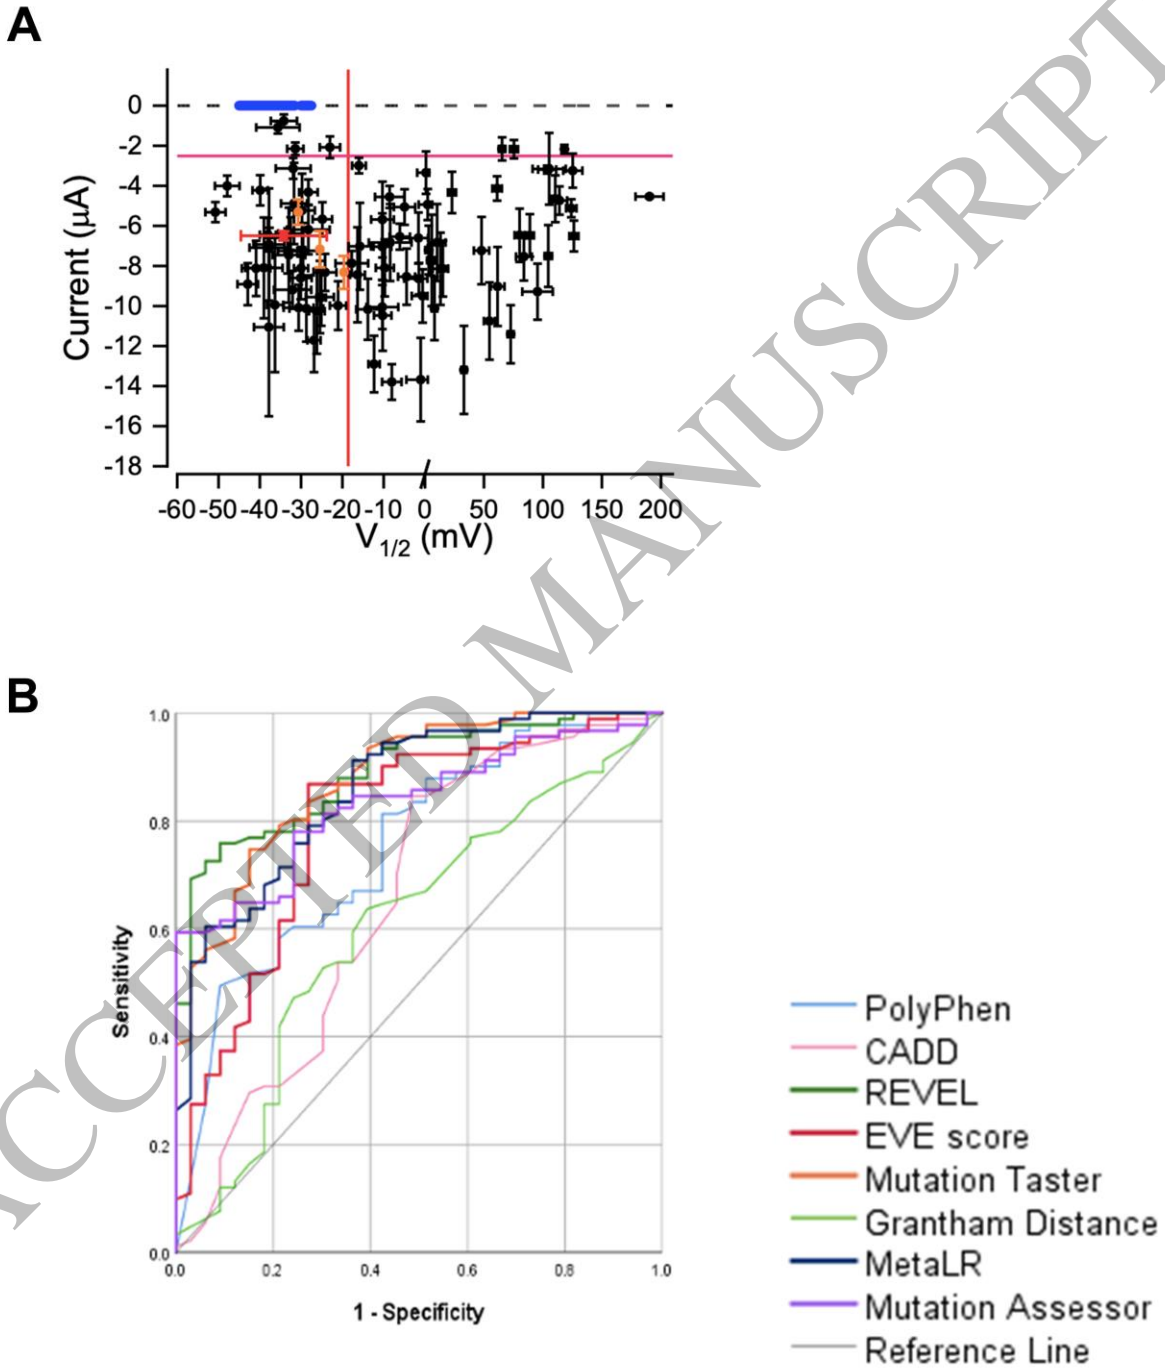 A
0
-2
-4
-6
-8
-10
-12
-14
-16
-18
Current (μA)
-60 -50 -40 -30 -20 -10 0 50 100 150 200
V1/2 (mV)
ACCEPTED MANUSCRIPT
B
1.0
0.8
0.6
0.4
0.2
0.0
Sensitivity
0.0 0.2 0.4 0.6 0.8 1.0
1 - Specificity
PolyPhen
CADD
REVEL
EVE score
Mutation Taster
Grantham Distance
MetaLR
Mutation Assessor
Reference Line